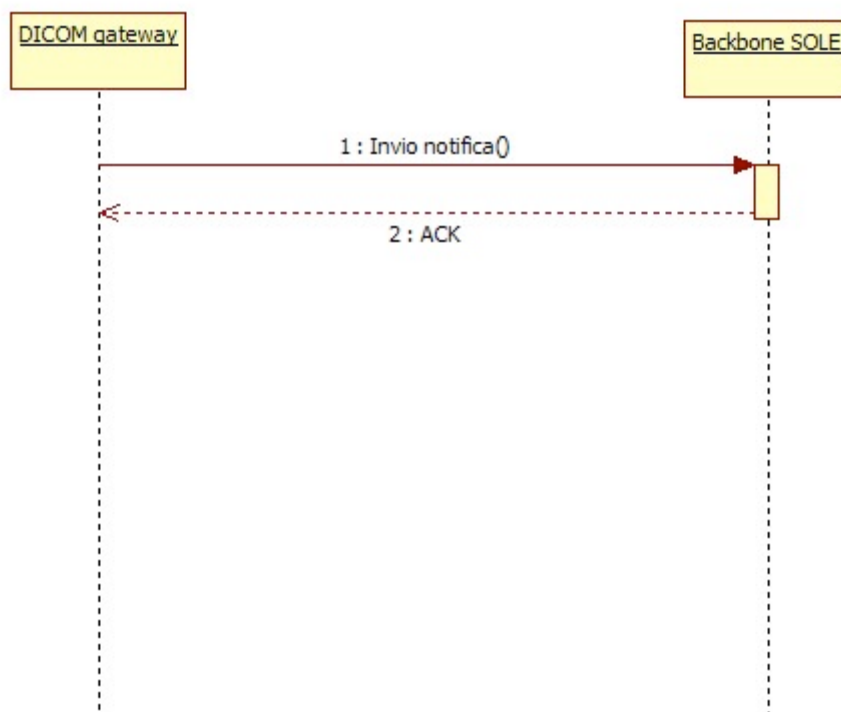 DICOM gateway
Backbone SOLE
1 : Invio notifica()
2 : ACK